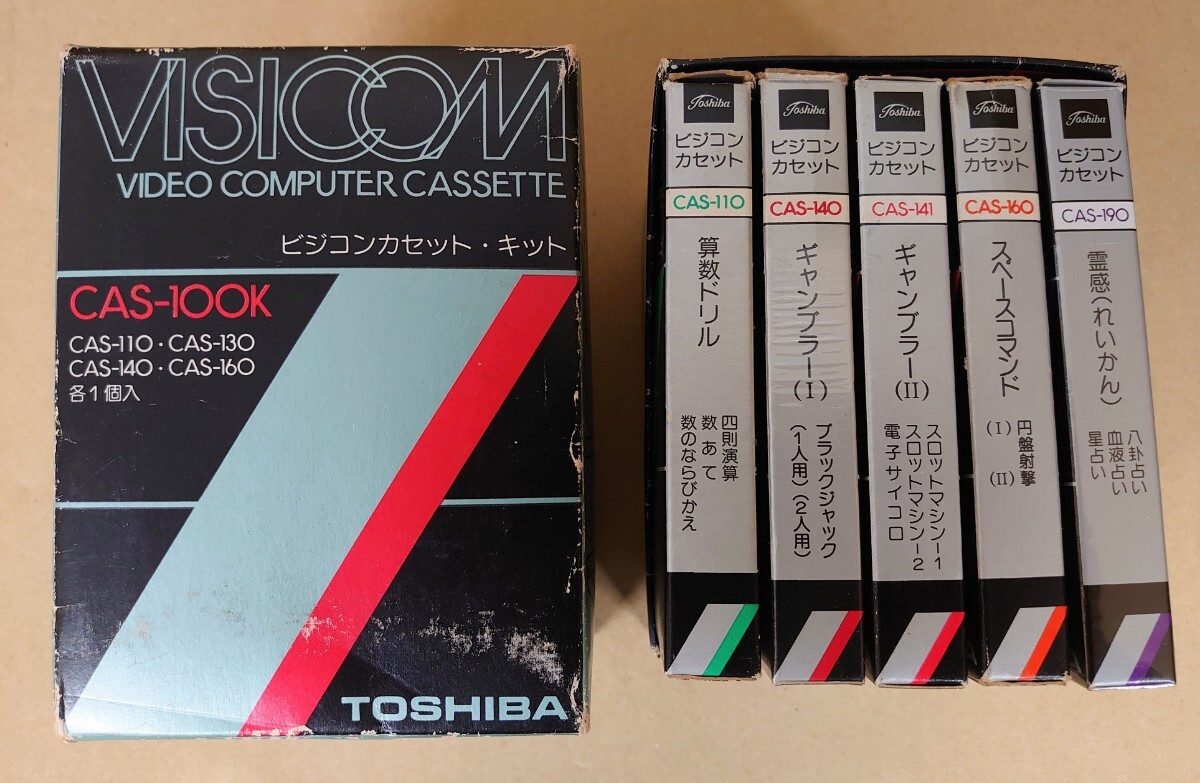 VISICOM
VIDEO COMPUTER CASSETTE
ビジコンカセット・キット
CAS-100K
CAS-110・CAS-130
CAS-140・CAS-160
各1個入
TOSHIBA
Toshiba
ビジコン
カセット
CAS-110
算数ドリル
四則演算
数あて
数のならびかえ
Toshiba
ビジコン
カセット
CAS-140
ギャンブラー(I)
ブラックジャック
(1人用)(2人用)
Toshiba
ビジコン
カセット
CAS-141
ギャンブラー(II)
スロットマシン-1
スロットマシン-2
電子サイコロ
Toshiba
ビジコン
カセット
CAS-160
スペースコマンド
円盤射撃
(I) (II)
Toshiba
ビジコン
カセット
CAS-190
霊感(れいかん)
八卦占い
血液占い
星占い